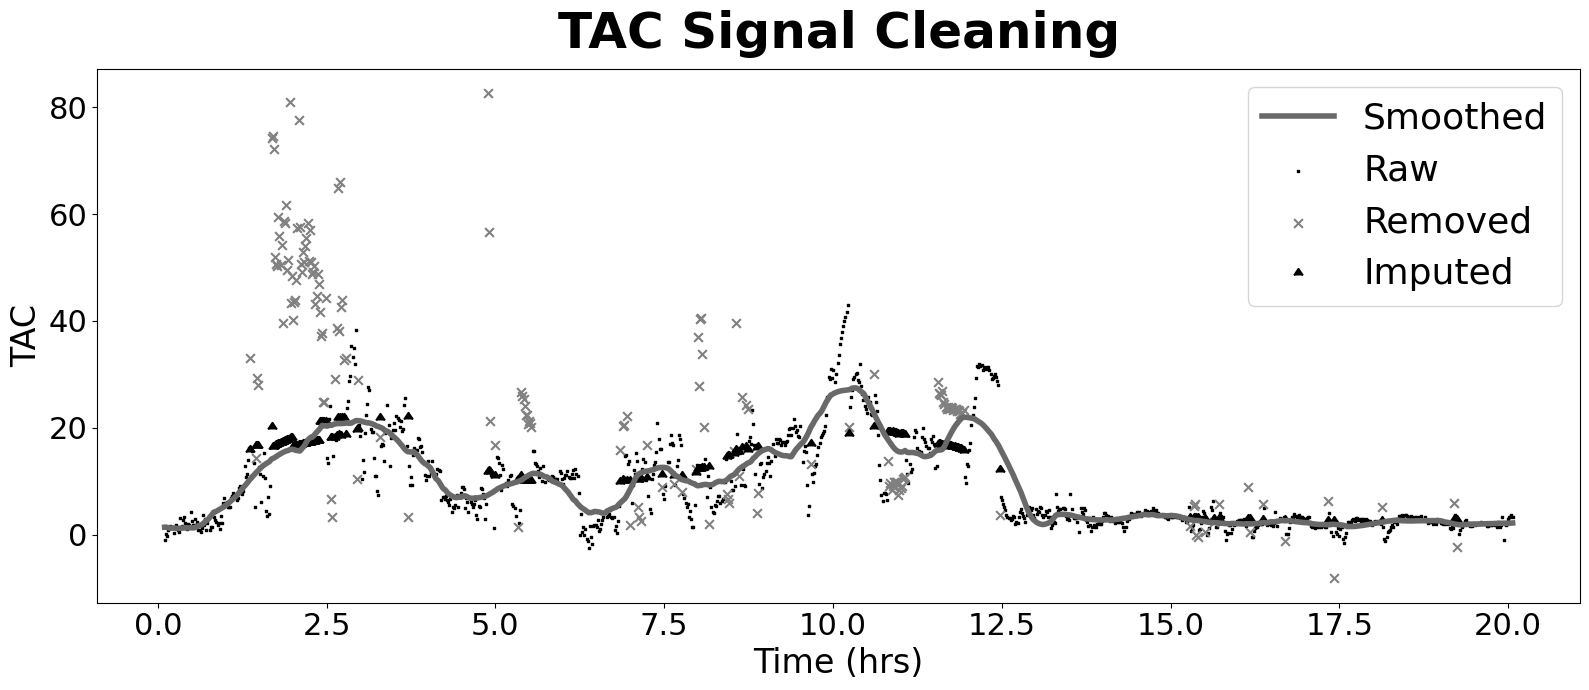 TAC Signal Cleaning
Smoothed
Raw
Removed
Imputed
TAC
80
60
40
20
0
0.0 2.5 5.0 7.5 10.0 12.5 15.0 17.5 20.0
Time (hrs)